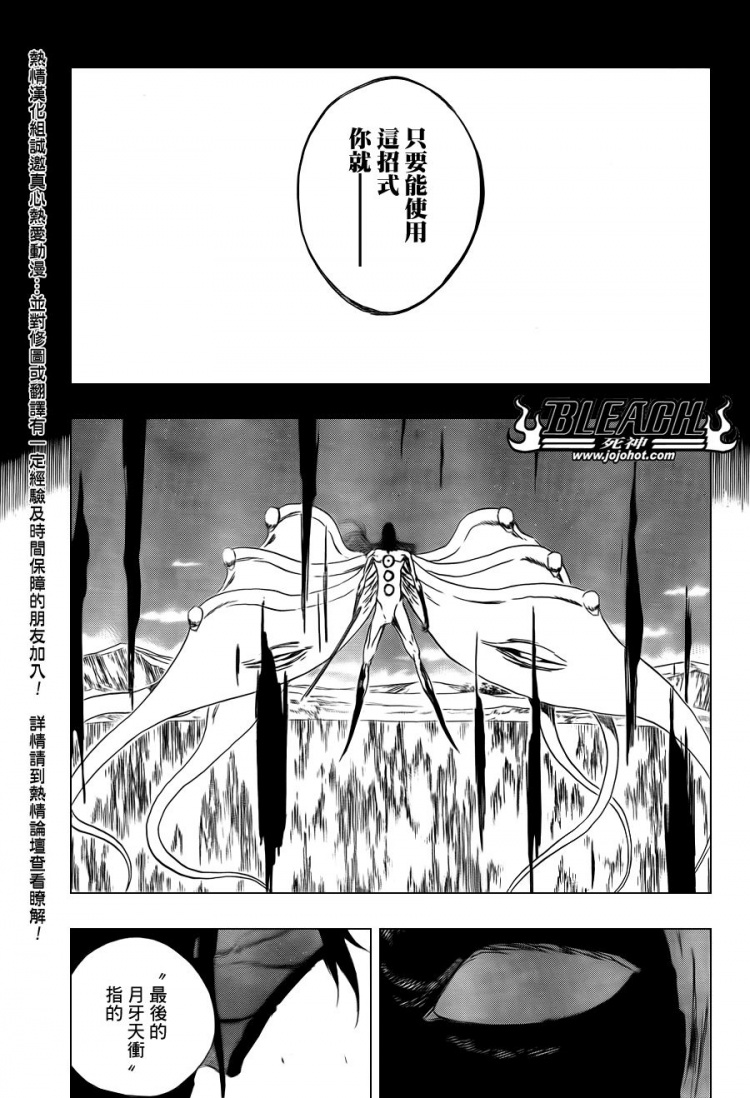 熱情漢化組誠邀真心熱愛動漫…並對修圖或翻譯有一定經驗及時間保障的朋友加入！ 詳情請到熱情論壇查看瞭解！
只要能使用
這招式
你就——
BLEACH
死神
www.jojohot.com
〝最後的
月牙天衝〞
指的